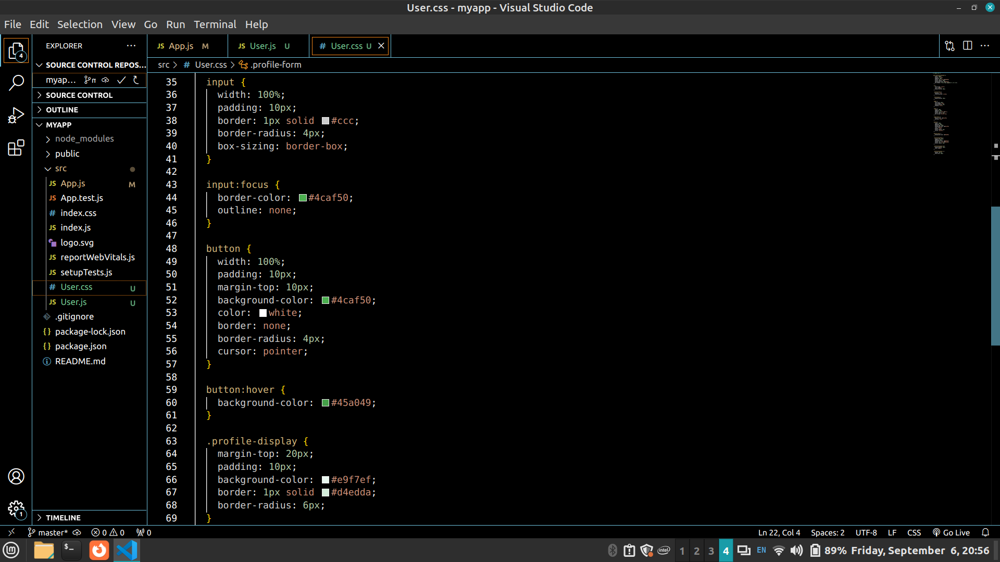 User.css - myapp - Visual Studio Code
File Edit Selection View Go Run Terminal Help
EXPLORER
SOURCE CONTROL REPOS...
myap...
SOURCE CONTROL
OUTLINE
MYAPP
node_modules
public
src
JS App.js M
JS App.test.js
# index.css
JS index.js
logo.svg
JS reportWebVitals.js
JS setupTests.js
# User.css U
JS User.js U
.gitignore
{} package-lock.json
{} package.json
README.md
TIMELINE
4
1
JS App.js M
JS User.js U
# User.css U
src > # User.css > .profile-form
35 input {
36 width: 100%;
37 padding: 10px;
38 border: 1px solid #ccc;
39 border-radius: 4px;
40 box-sizing: border-box;
41 }
42
43 input:focus {
44 border-color: #4caf50;
45 outline: none;
46 }
47
48 button {
49 width: 100%;
50 padding: 10px;
51 margin-top: 10px;
52 background-color: #4caf50;
53 color: white;
54 border: none;
55 border-radius: 4px;
56 cursor: pointer;
57 }
58
59 button:hover {
60 background-color: #45a049;
61 }
62
63 .profile-display {
64 margin-top: 20px;
65 padding: 10px;
66 background-color: #e9f7ef;
67 border: 1px solid #d4edda;
68 border-radius: 6px;
69 }
master* 0 0 0
Ln 22, Col 4 Spaces: 2 UTF-8 LF CSS Go Live
$_
intel 1 2 3 4 EN 89% Friday, September 6, 20:56